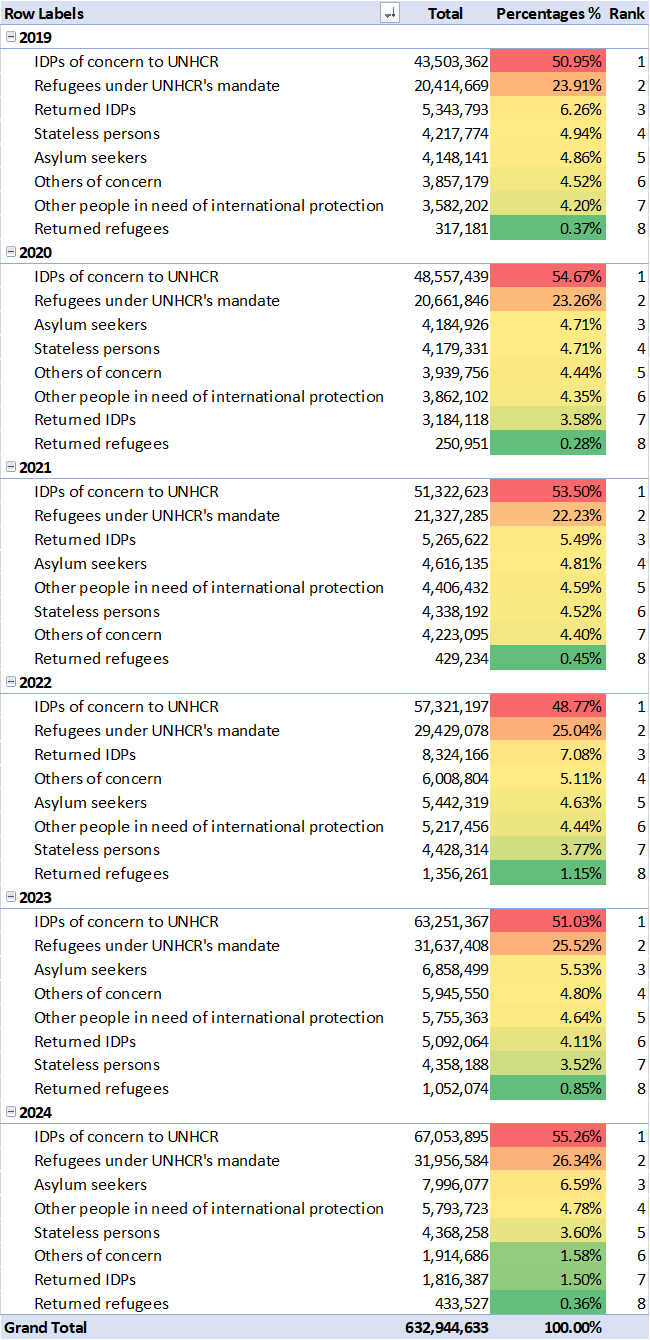 Row Labels Total Percentages % Rank
2019
IDPs of concern to UNHCR 43,503,362 50.95% 1
Refugees under UNHCR's mandate 20,414,669 23.91% 2
Returned IDPs 5,343,793 6.26% 3
Stateless persons 4,217,774 4.94% 4
Asylum seekers 4,148,141 4.86% 5
Others of concern 3,857,179 4.52% 6
Other people in need of international protection 3,582,202 4.20% 7
Returned refugees 317,181 0.37% 8
2020
IDPs of concern to UNHCR 48,557,439 54.67% 1
Refugees under UNHCR's mandate 20,661,846 23.26% 2
Asylum seekers 4,184,926 4.71% 3
Stateless persons 4,179,331 4.71% 4
Others of concern 3,939,756 4.44% 5
Other people in need of international protection 3,862,102 4.35% 6
Returned IDPs 3,184,118 3.58% 7
Returned refugees 250,951 0.28% 8
2021
IDPs of concern to UNHCR 51,322,623 53.50% 1
Refugees under UNHCR's mandate 21,327,285 22.23% 2
Returned IDPs 5,265,622 5.49% 3
Asylum seekers 4,616,135 4.81% 4
Other people in need of international protection 4,406,432 4.59% 5
Stateless persons 4,338,192 4.52% 6
Others of concern 4,223,095 4.40% 7
Returned refugees 429,234 0.45% 8
2022
IDPs of concern to UNHCR 57,321,197 48.77% 1
Refugees under UNHCR's mandate 29,429,078 25.04% 2
Returned IDPs 8,324,166 7.08% 3
Others of concern 6,008,804 5.11% 4
Asylum seekers 5,442,319 4.63% 5
Other people in need of international protection 5,217,456 4.44% 6
Stateless persons 4,428,314 3.77% 7
Returned refugees 1,356,261 1.15% 8
2023
IDPs of concern to UNHCR 63,251,367 51.03% 1
Refugees under UNHCR's mandate 31,637,408 25.52% 2
Asylum seekers 6,858,499 5.53% 3
Others of concern 5,945,550 4.80% 4
Other people in need of international protection 5,755,363 4.64% 5
Returned IDPs 5,092,064 4.11% 6
Stateless persons 4,358,188 3.52% 7
Returned refugees 1,052,074 0.85% 8
2024
IDPs of concern to UNHCR 67,053,895 55.26% 1
Refugees under UNHCR's mandate 31,956,584 26.34% 2
Asylum seekers 7,996,077 6.59% 3
Other people in need of international protection 5,793,723 4.78% 4
Stateless persons 4,368,258 3.60% 5
Others of concern 1,914,686 1.58% 6
Returned IDPs 1,816,387 1.50% 7
Returned refugees 433,527 0.36% 8
Grand Total 632,944,633 100.00%